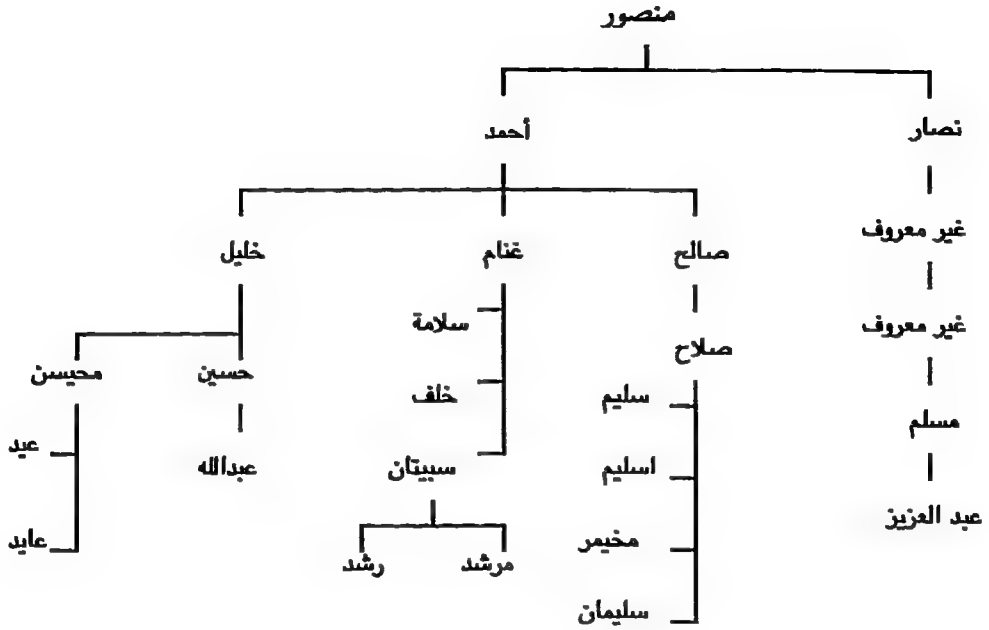 منصور
نصار
أحمد
غير معروف
صالح
غنام
خليل
غير معروف
صلاح
سلامة
حسين
محيسن
مسلم
سليم
خلف
عبد العزيز
اسليم
سبيتان
عبدالله
عيد
مخيمر
مرشد
رشد
عايد
سليمان